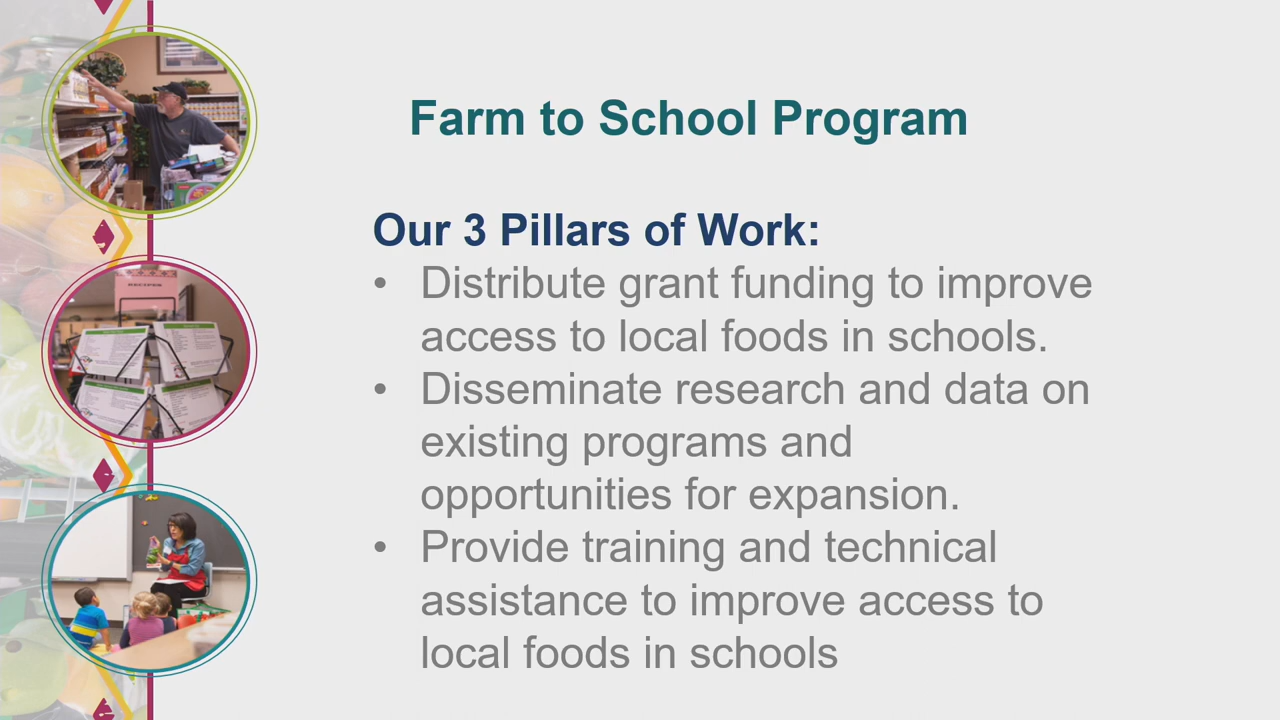 Farm to School Program
Our 3 Pillars of Work:
• Distribute grant funding to improve
access to local foods in schools.
• Disseminate research and data on
existing programs and
opportunities for expansion.
• Provide training and technical
assistance to improve access to
local foods in schools